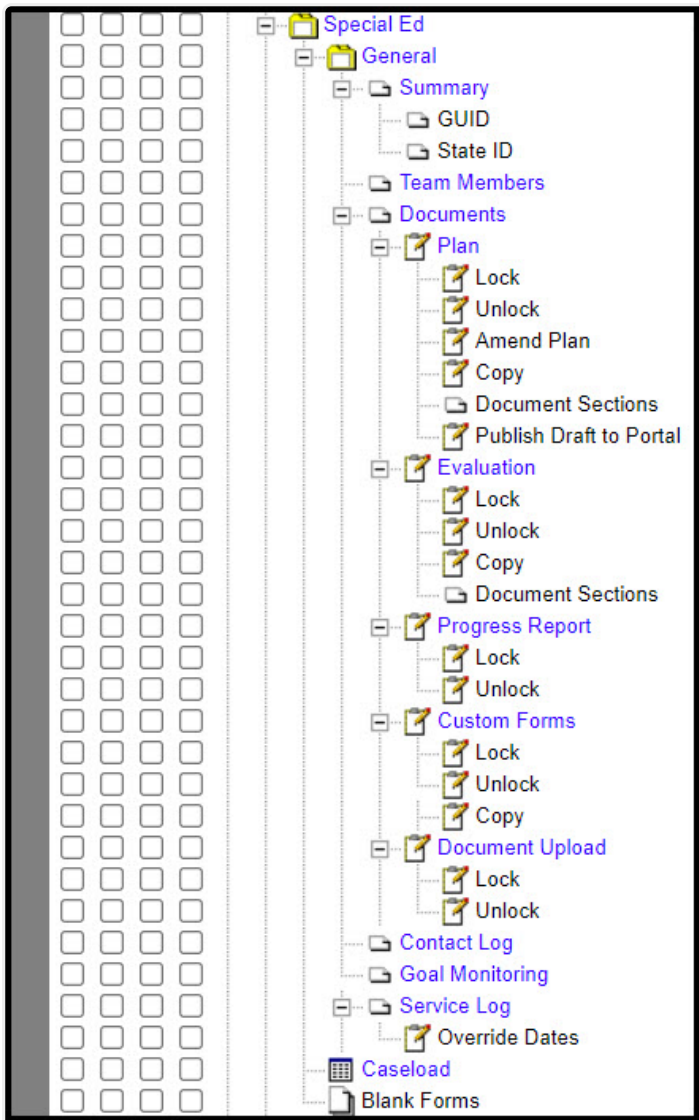 Special Ed
General
Summary
GUID
State ID
Team Members
Documents
Plan
Lock
Unlock
Amend Plan
Copy
Document Sections
Publish Draft to Portal
Evaluation
Lock
Unlock
Copy
Document Sections
Progress Report
Lock
Unlock
Custom Forms
Lock
Unlock
Copy
Document Upload
Lock
Unlock
Contact Log
Goal Monitoring
Service Log
Override Dates
Caseload
Blank Forms